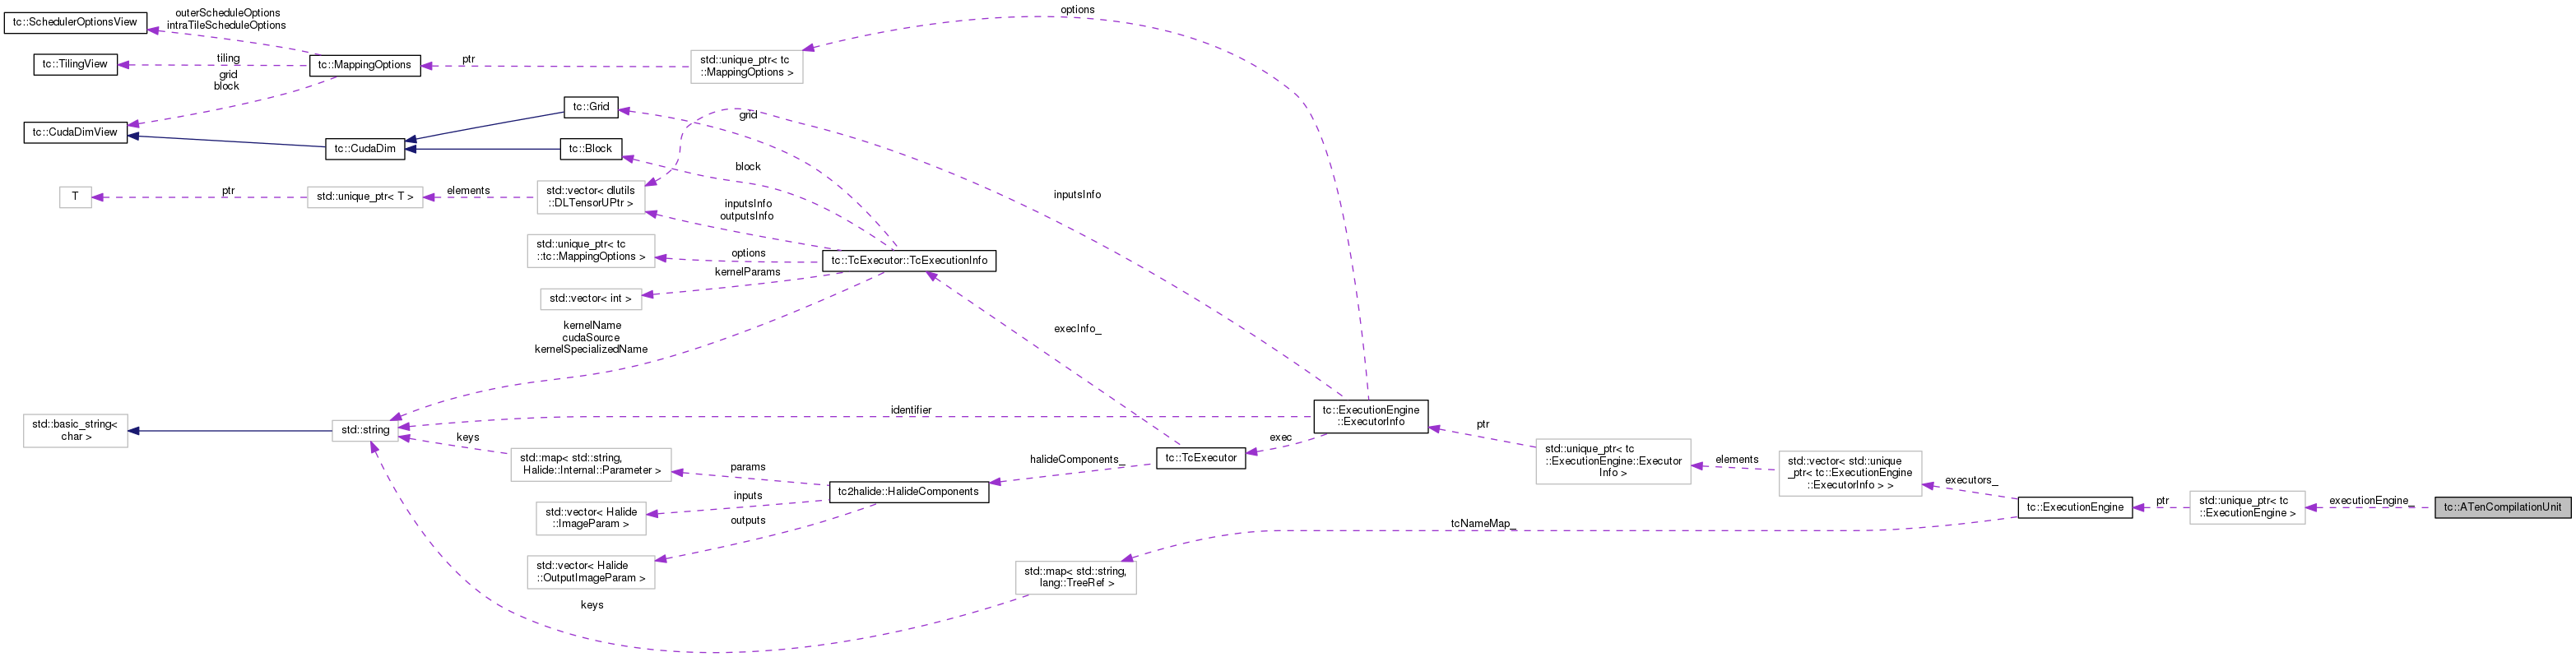 options
outerScheduleOptions
intraTileScheduleOptions
tc::SchedulerOptionsView
tiling
tc::TilingView
tc::MappingOptions
ptr
std::unique_ptr< tc
::MappingOptions >
grid
block
tc::Grid
grid
tc::CudaDimView
tc::CudaDim
tc::Block
block
T
ptr
std::unique_ptr< T >
elements
std::vector< dlutils
::DLTensorUPtr >
inputsInfo
outputsInfo
inputsInfo
std::unique_ptr< tc
::tc::MappingOptions >
options
tc::TcExecutor::TcExecutionInfo
kernelParams
std::vector< int >
kernelName
cudaSource
kernelSpecializedName
execInfo_
identifier
tc::ExecutionEngine
::ExecutorInfo
std::basic_string<
char >
std::string
keys
exec
ptr
std::map< std::string,
Halide::Internal::Parameter >
params
halideComponents_
tc::TcExecutor
std::unique_ptr< tc
::ExecutionEngine::Executor
Info >
elements
std::vector< std::unique
_ptr< tc::ExecutionEngine
::ExecutorInfo > >
executors_
inputs
tc2halide::HalideComponents
std::vector< Halide
::ImageParam >
outputs
tcNameMap_
tc::ExecutionEngine
ptr
std::unique_ptr< tc
::ExecutionEngine >
executionEngine_
tc::ATenCompilationUnit
std::vector< Halide
::OutputImageParam >
std::map< std::string,
lang::TreeRef >
keys